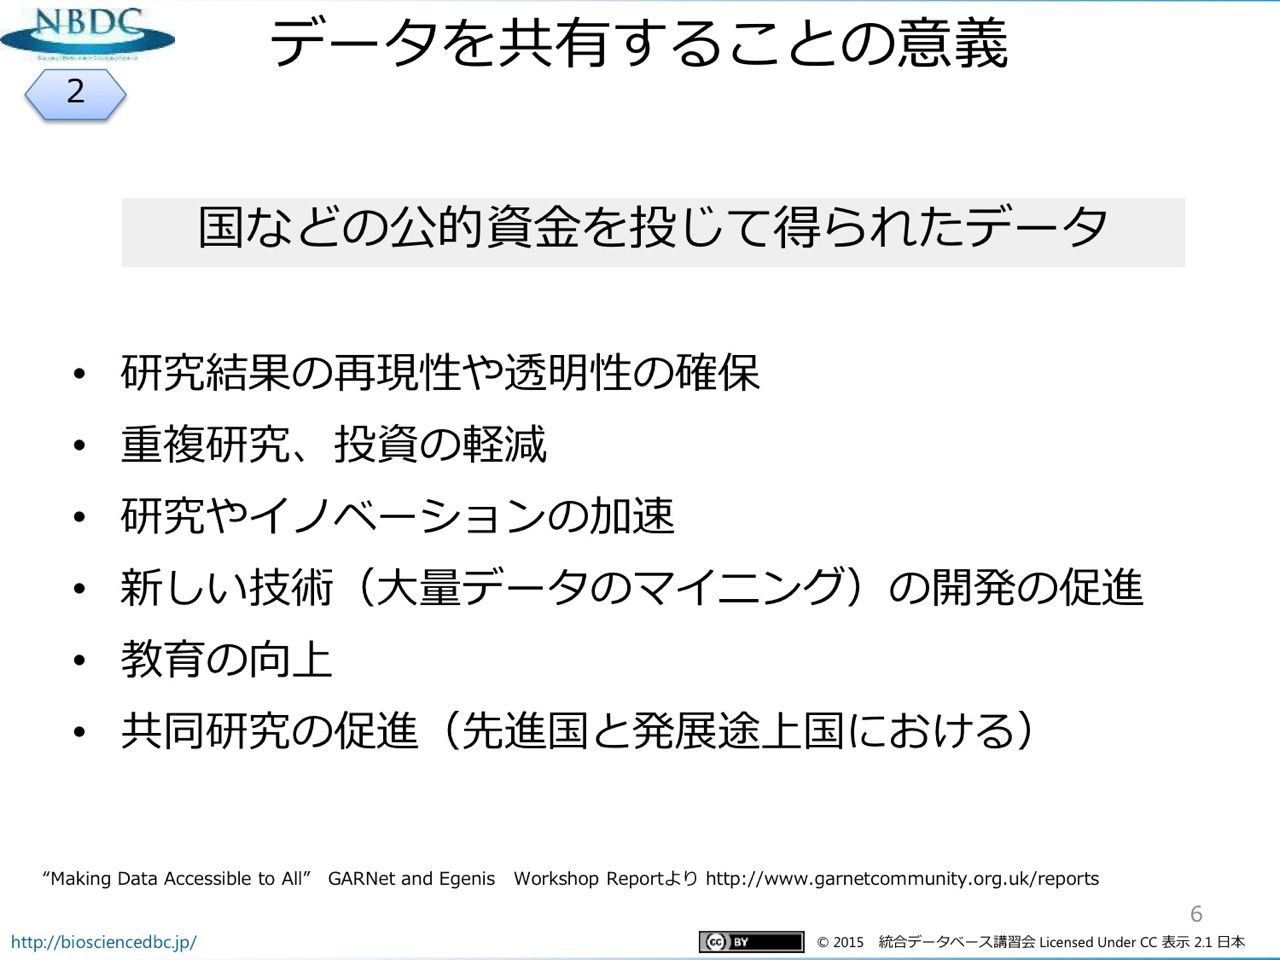 NBDC
データを共有することの意義
2
国などの公的資金を投じて得られたデータ
• 研究結果の再現性や透明性の確保
• 重複研究、投資の軽減
• 研究やイノベーションの加速
• 新しい技術（大量データのマイニング）の開発の促進
• 教育の向上
• 共同研究の促進（先進国と発展途上国における）
“Making Data Accessible to All” GARNet and Egenis Workshop Reportより http://www.garnetcommunity.org.uk/reports
6
http://biosciencedbc.jp/
cc BY © 2015 統合データベース講習会 Licensed Under CC 表示 2.1 日本